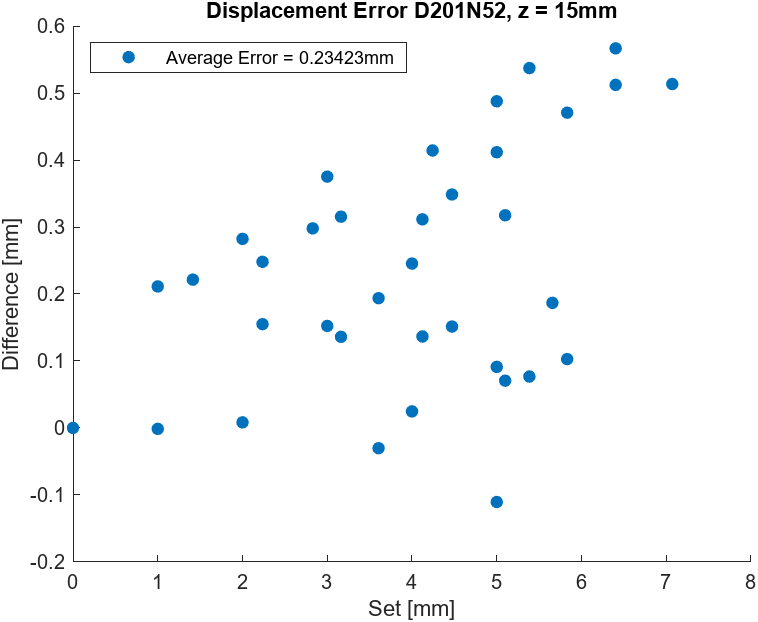 Displacement Error D201N52, z = 15mm
Average Error = 0.23423mm
0.6
0.5
0.4
0.3
0.2
0.1
0
-0.1
-0.2
Difference [mm]
0 1 2 3 4 5 6 7 8
Set [mm]